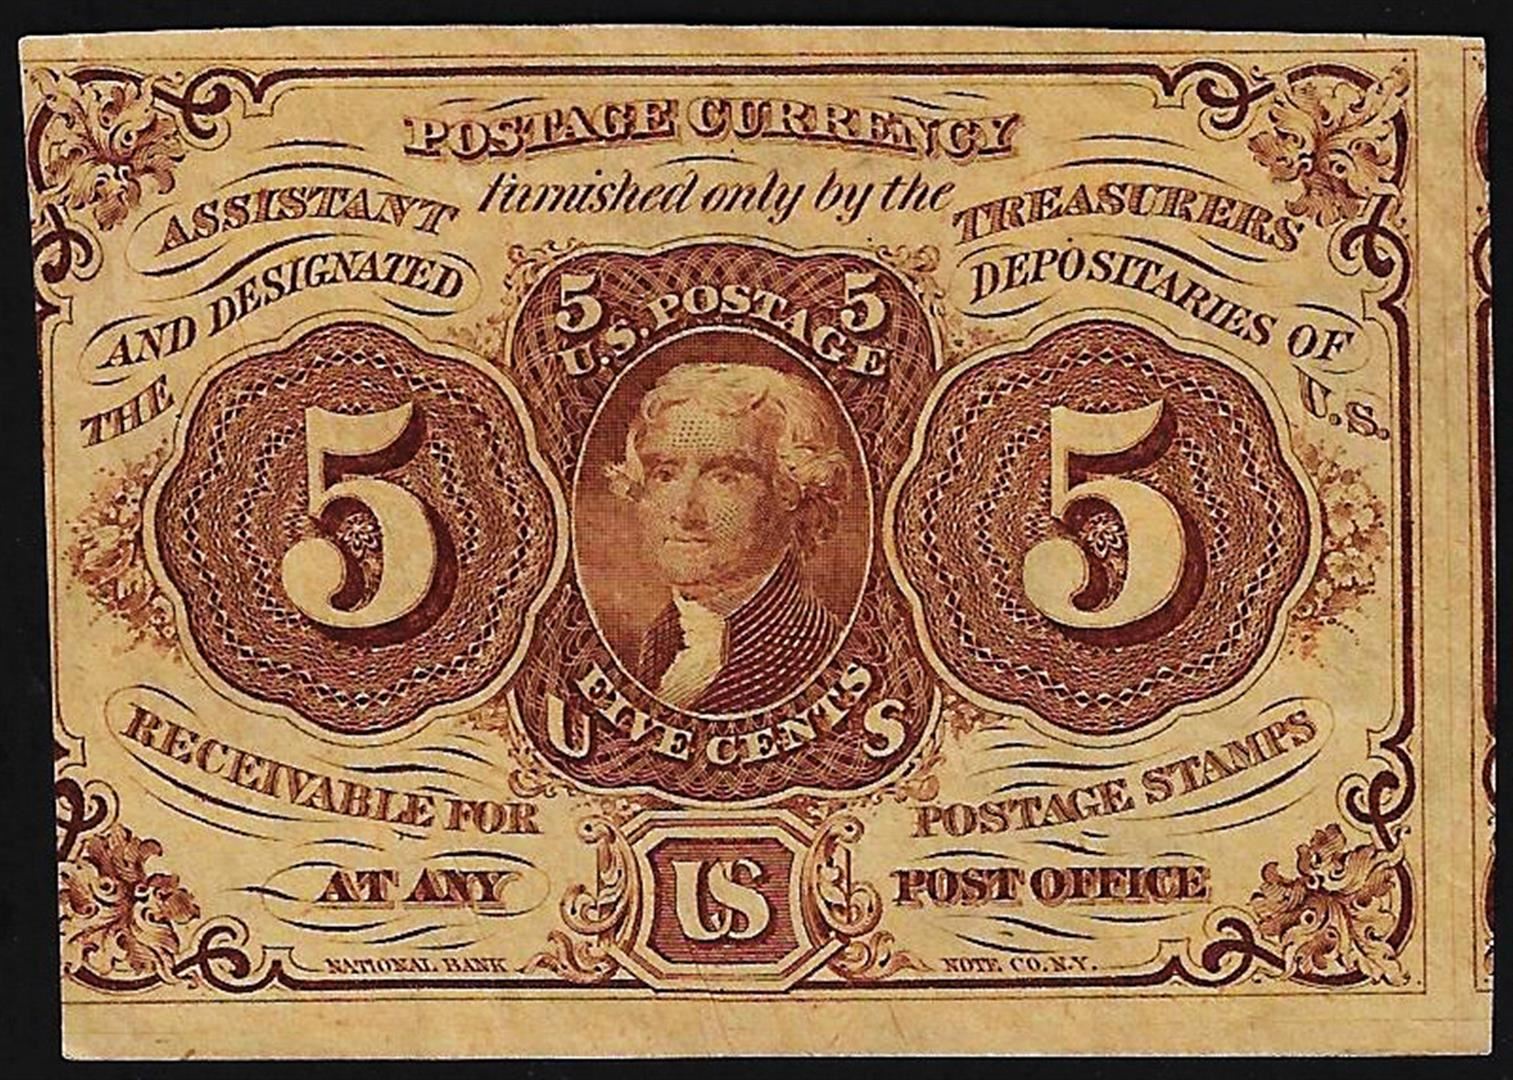 POSTAGE CURRENCY
furnished only by the
ASSISTANT TREASURERS
AND DESIGNATED DEPOSITARIES OF
THE U.S.
5 5
U.S. POSTAGE
5 5
FIVE CENTS
U S
RECEIVABLE FOR POSTAGE STAMPS
AT ANY US POST OFFICE
NATIONAL BANK NOTE CO. N.Y.